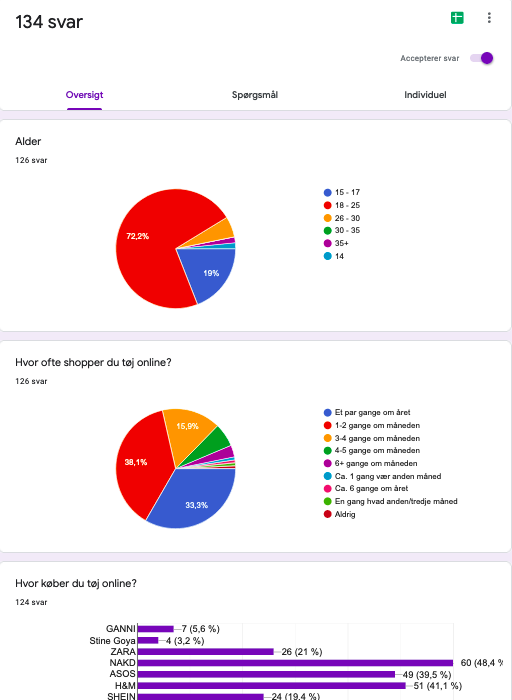 134 svar
Accepterer svar
Oversigt
Spørgsmål
Individuel
Alder
126 svar
72,2%
19%
15 - 17
18 - 25
26 - 30
30 - 35
35+
14
Hvor ofte shopper du tøj online?
126 svar
15,9%
38,1%
33,3%
Et par gange om året
1-2 gange om måneden
3-4 gange om måneden
4-5 gange om måneden
6+ gange om måneden
Ca. 1 gang vær anden månød
Ca. 6 gange om året
En gang hvad anden/tredje månød
Aldrig
Hvor køber du tøj online?
124 svar
GANNI 7 (5,6 %)
Stine Goya 4 (3,2 %)
ZARA 26 (21 %)
NAKD 60 (48,4 %
ASOS 49 (39,5 %)
H&M 51 (41,1 %)
SHEIN 24 (19,4 %)